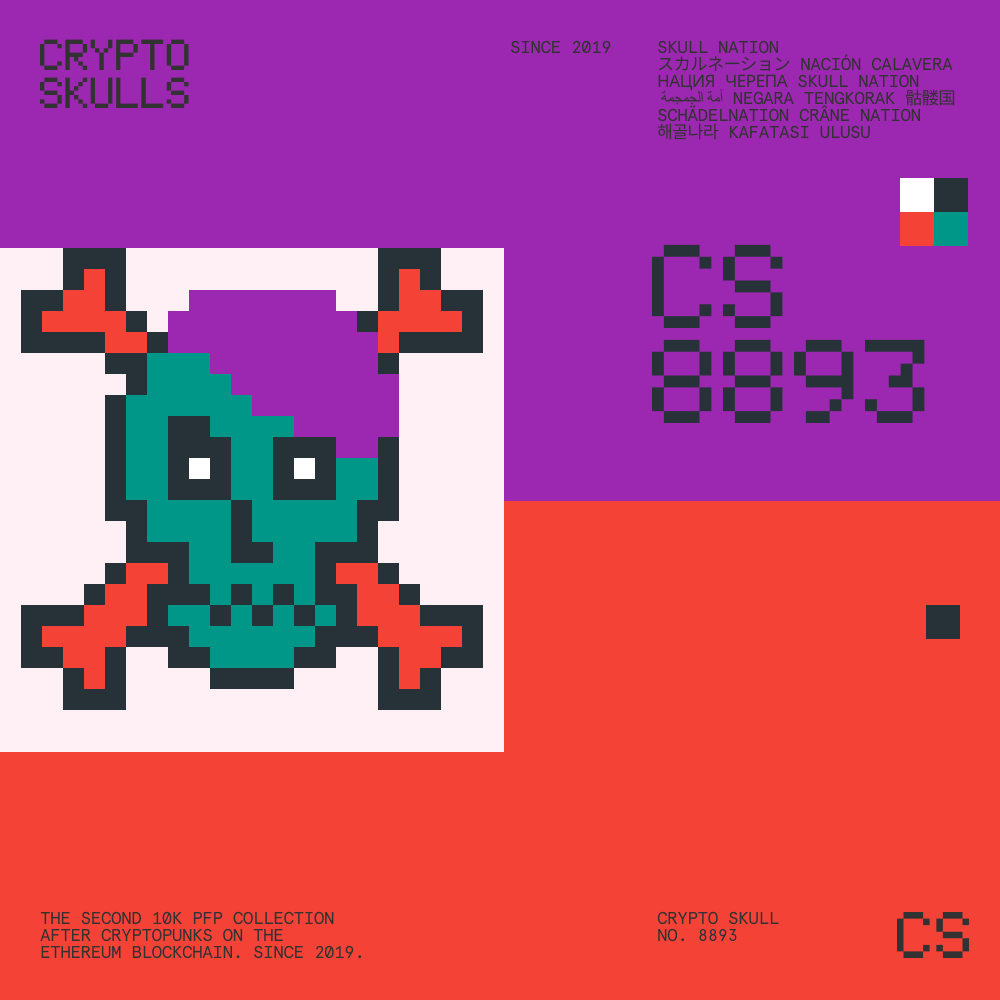 CRYPTO
SKULLS
SINCE 2019
SKULL NATION
スカルネーション NACIÓN CALAVERA
НАЦИЯ ЧЕРЕПА SKULL NATION
أمة الجمجمة NEGARA TENGKORAK 骷髅国
SCHÄDELNATION CRÂNE NATION
해골나라 KAFATASI ULUSU
CS
8893
THE SECOND 10K PFP COLLECTION
AFTER CRYPTOPUNKS ON THE
ETHEREUM BLOCKCHAIN. SINCE 2019.
CRYPTO SKULL
NO. 8893
CS